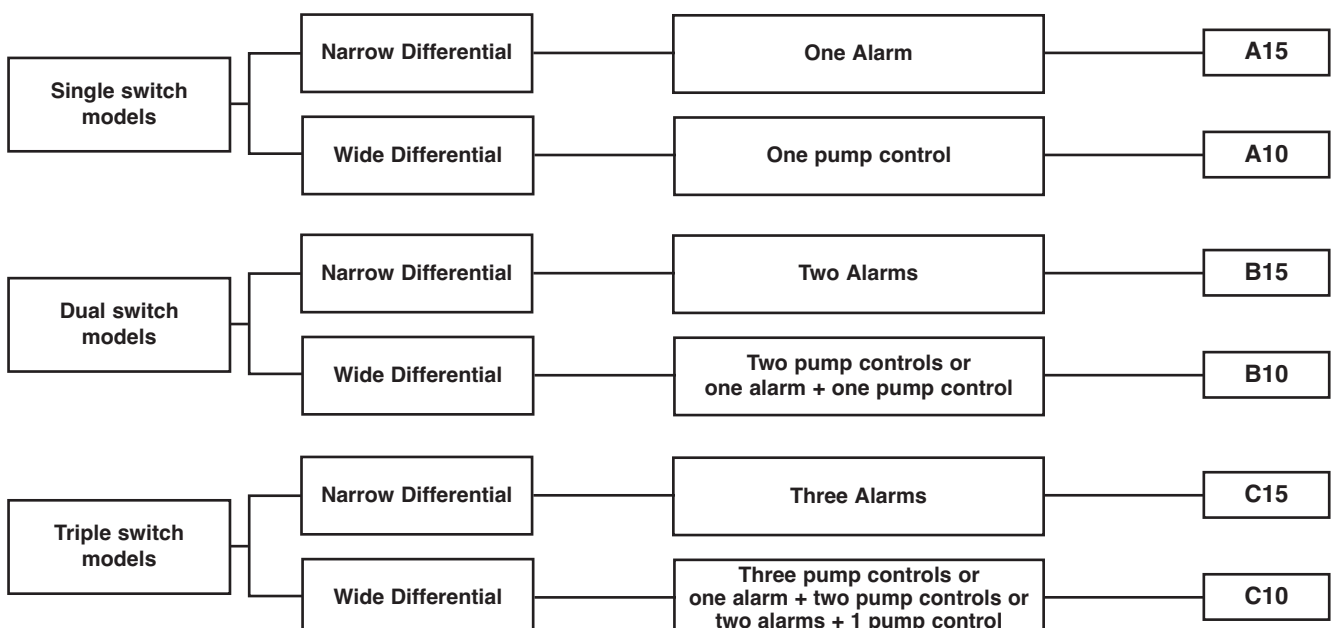 Narrow Differential
One Alarm
A15
Single switch
models
Wide Differential
One pump control
A10
Narrow Differential
Two Alarms
B15
Dual switch
models
Wide Differential
Two pump controls or
one alarm + one pump control
B10
Narrow Differential
Three Alarms
C15
Triple switch
models
Wide Differential
Three pump controls or
one alarm + two pump controls or
two alarms + 1 pump control
C10